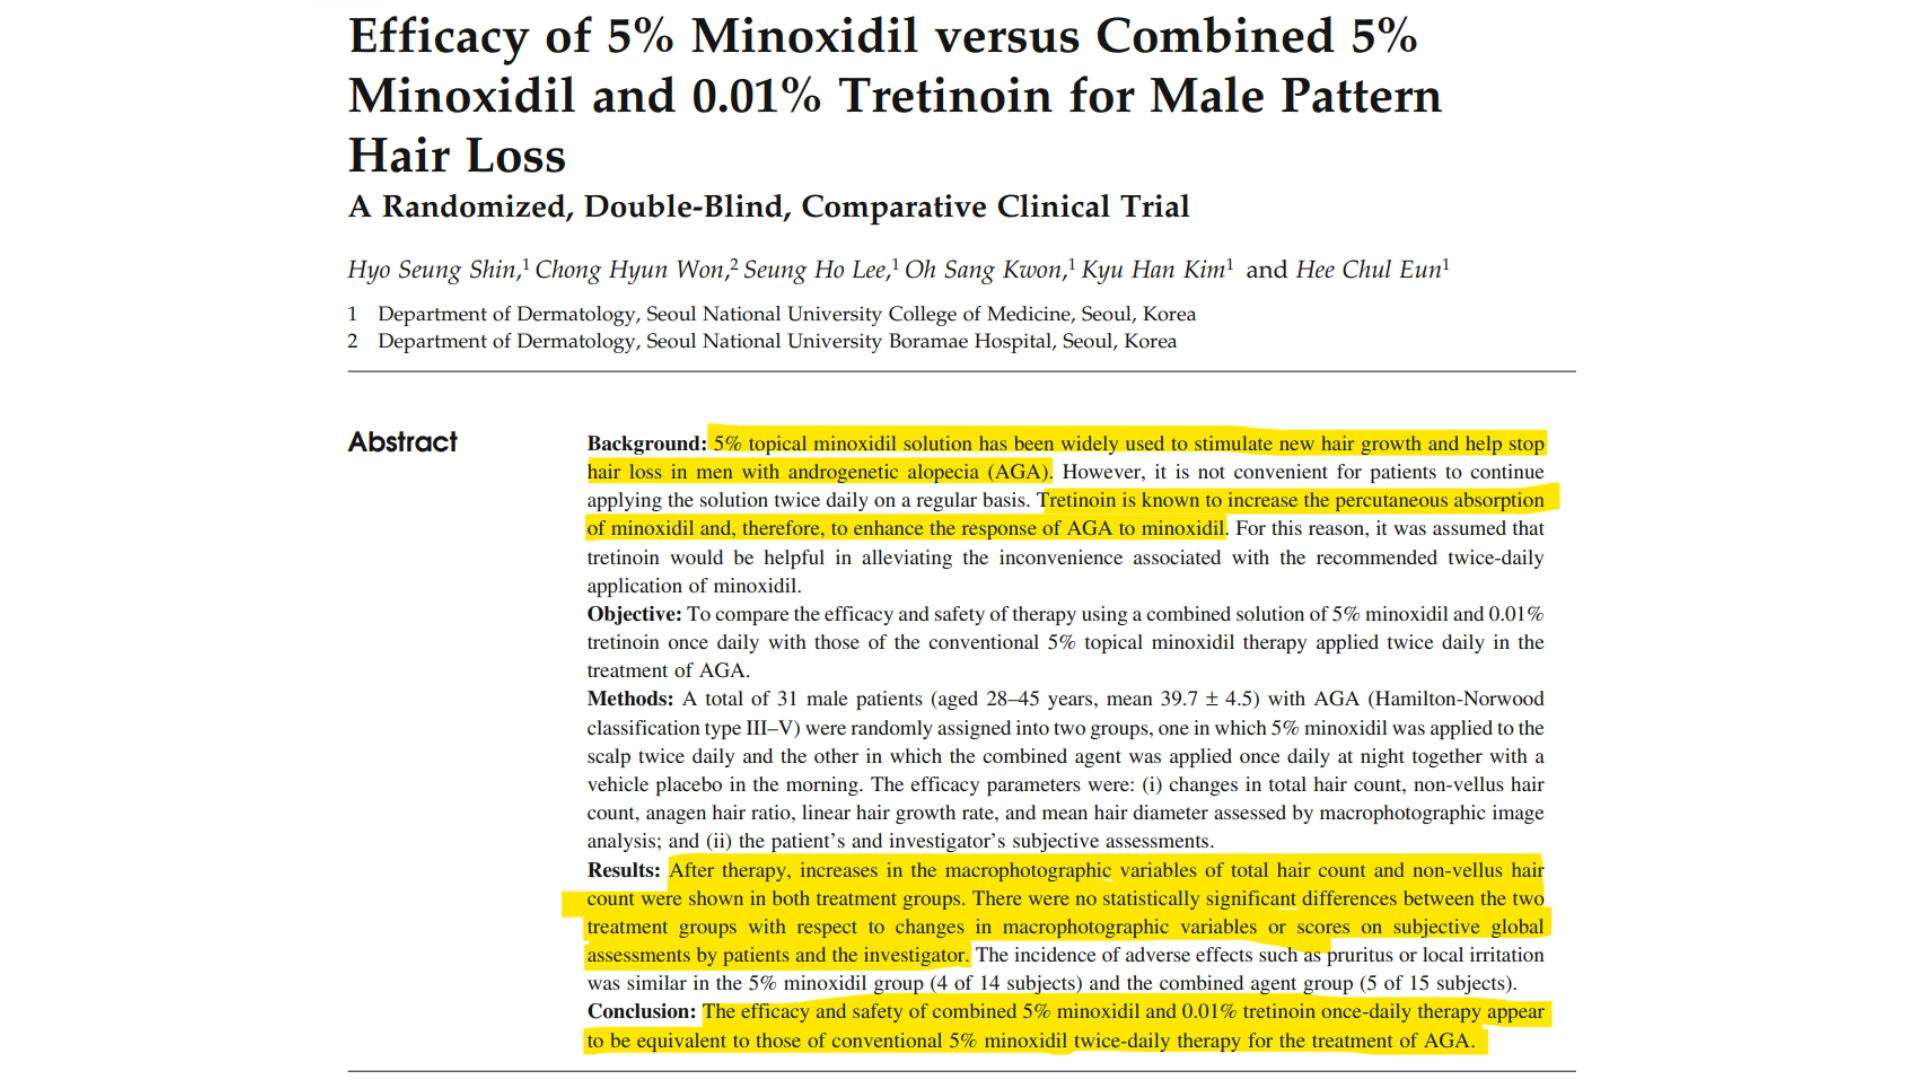 Efficacy of 5% Minoxidil versus Combined 5%
Minoxidil and 0.01% Tretinoin for Male Pattern
Hair Loss
A Randomized, Double-Blind, Comparative Clinical Trial
Hyo Seung Shin,1 Chong Hyun Won,2 Seung Ho Lee,1 Oh Sang Kwon,1 Kyu Han Kim1 and Hee Chul Eun1
1 Department of Dermatology, Seoul National University College of Medicine, Seoul, Korea
2 Department of Dermatology, Seoul National University Boramae Hospital, Seoul, Korea
Abstract
Background: 5% topical minoxidil solution has been widely used to stimulate new hair growth and help stop
hair loss in men with androgenetic alopecia (AGA). However, it is not convenient for patients to continue
applying the solution twice daily on a regular basis. Tretinoin is known to increase the percutaneous absorption
of minoxidil and, therefore, to enhance the response of AGA to minoxidil. For this reason, it was assumed that
tretinoin would be helpful in alleviating the inconvenience associated with the recommended twice-daily
application of minoxidil.
Objective: To compare the efficacy and safety of therapy using a combined solution of 5% minoxidil and 0.01%
tretinoin once daily with those of the conventional 5% topical minoxidil therapy applied twice daily in the
treatment of AGA.
Methods: A total of 31 male patients (aged 28–45 years, mean 39.7 ± 4.5) with AGA (Hamilton-Norwood
classification type III–V) were randomly assigned into two groups, one in which 5% minoxidil was applied to the
scalp twice daily and the other in which the combined agent was applied once daily at night together with a
vehicle placebo in the morning. The efficacy parameters were: (i) changes in total hair count, non-vellus hair
count, anagen hair ratio, linear hair growth rate, and mean hair diameter assessed by macrophotographic image
analysis; and (ii) the patient's and investigator's subjective assessments.
Results: After therapy, increases in the macrophotographic variables of total hair count and non-vellus hair
count were shown in both treatment groups. There were no statistically significant differences between the two
treatment groups with respect to changes in macrophotographic variables or scores on subjective global
assessments by patients and the investigator. The incidence of adverse effects such as pruritus or local irritation
was similar in the 5% minoxidil group (4 of 14 subjects) and the combined agent group (5 of 15 subjects).
Conclusion: The efficacy and safety of combined 5% minoxidil and 0.01% tretinoin once-daily therapy appear
to be equivalent to those of conventional 5% minoxidil twice-daily therapy for the treatment of AGA.